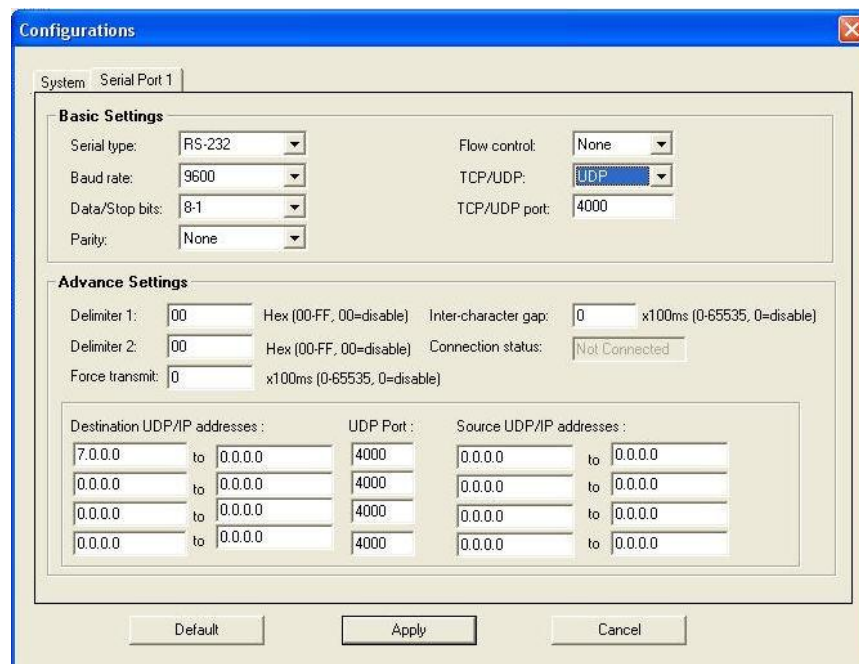 Configurations
System Serial Port 1
Basic Settings
Serial type: RS-232 Flow control: None
Baud rate: 9600 TCP/UDP: UDP
Data/Stop bits: 8-1 TCP/UDP port: 4000
Parity: None
Advance Settings
Delimiter 1: 00 Hex (00-FF, 00=disable) Inter-character gap: 0 x100ms (0-65535, 0=disable)
Delimiter 2: 00 Hex (00-FF, 00=disable) Connection status: Not Connected
Force transmit: 0 x100ms (0-65535, 0=disable)
Destination UDP/IP addresses : UDP Port : Source UDP/IP addresses :
7.0.0.0 to 0.0.0.0 4000 0.0.0.0 to 0.0.0.0
0.0.0.0 to 0.0.0.0 4000 0.0.0.0 to 0.0.0.0
0.0.0.0 to 0.0.0.0 4000 0.0.0.0 to 0.0.0.0
0.0.0.0 to 0.0.0.0 4000 0.0.0.0 to 0.0.0.0
Default Apply Cancel